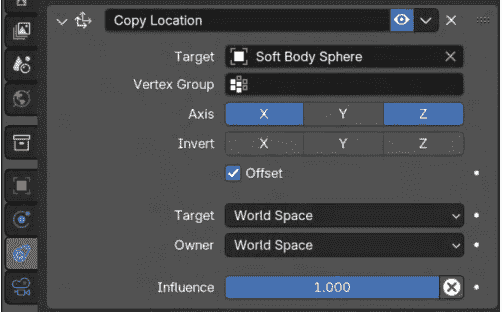 Copy Location
Target Soft Body Sphere
Vertex Group
Axis X Y Z
Invert X Y Z
Offset
Target World Space
Owner World Space
Influence 1.000